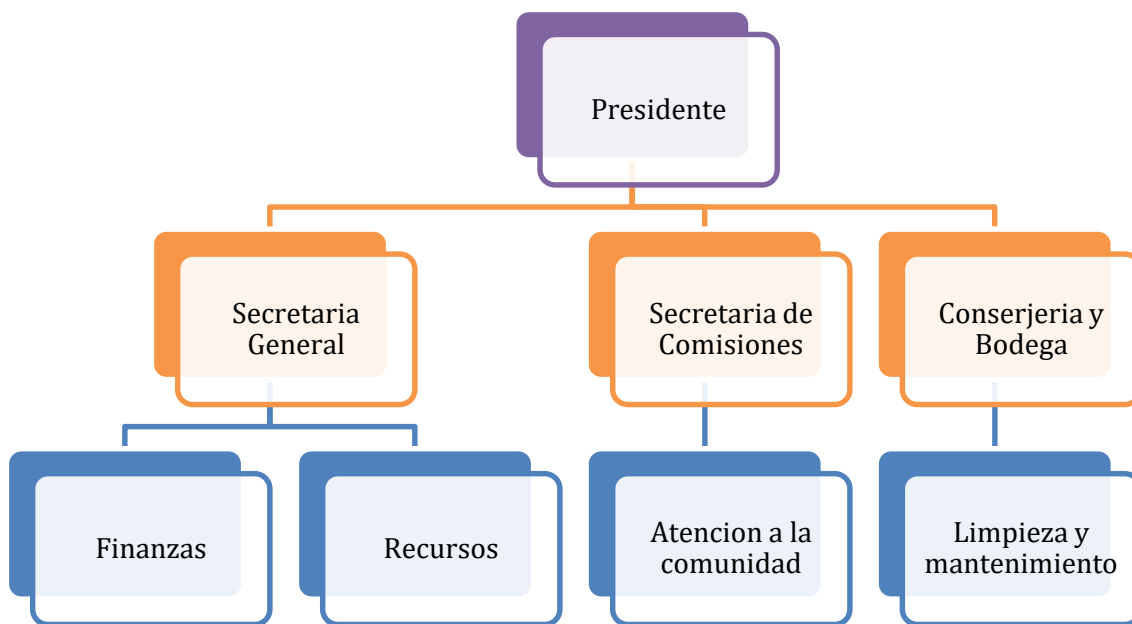 Presidente
Secretaria
General
Secretaria de
Comisiones
Conserjeria y
Bodega
Finanzas
Recursos
Atencion a la
comunidad
Limpieza y
mantenimiento